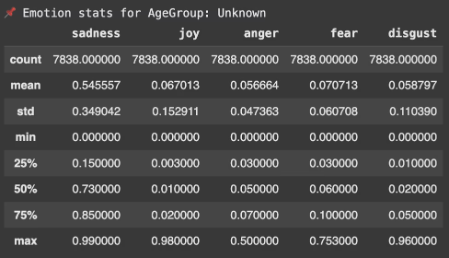 📌 Emotion stats for AgeGroup: Unknown
sadness joy anger fear disgust
count 7838.000000 7838.000000 7838.000000 7838.000000 7838.000000
mean 0.545557 0.067013 0.056664 0.070713 0.058797
std 0.349042 0.152911 0.047363 0.060708 0.110390
min 0.000000 0.000000 0.000000 0.000000 0.000000
25% 0.150000 0.003000 0.030000 0.030000 0.010000
50% 0.730000 0.010000 0.050000 0.060000 0.020000
75% 0.850000 0.020000 0.070000 0.100000 0.050000
max 0.990000 0.980000 0.500000 0.753000 0.960000